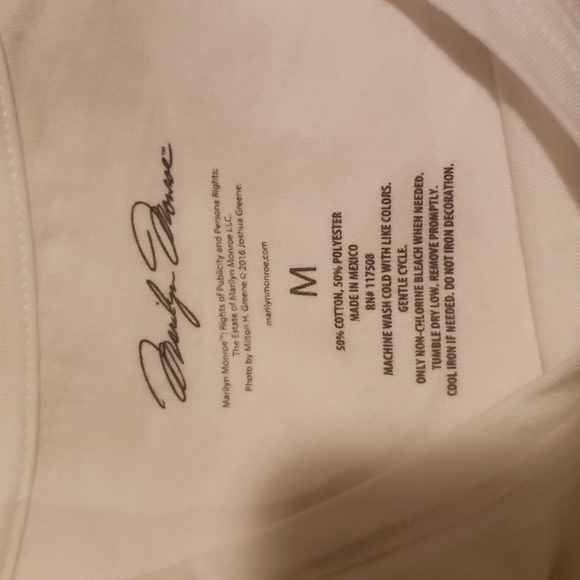 Marilyn Monroe™
Marilyn Monroe™; Rights of Publicity and Persona Rights:
The Estate of Marilyn Monroe LLC.
Photo by Milton H. Greene © 2016 Joshua Greene.
marilynmonroe.com
M
50% COTTON, 50% POLYESTER
MADE IN MEXICO
RN# 117508
MACHINE WASH COLD WITH LIKE COLORS.
GENTLE CYCLE.
ONLY NON-CHLORINE BLEACH WHEN NEEDED.
TUMBLE DRY LOW. REMOVE PROMPTLY.
COOL IRON IF NEEDED. DO NOT IRON DECORATION.